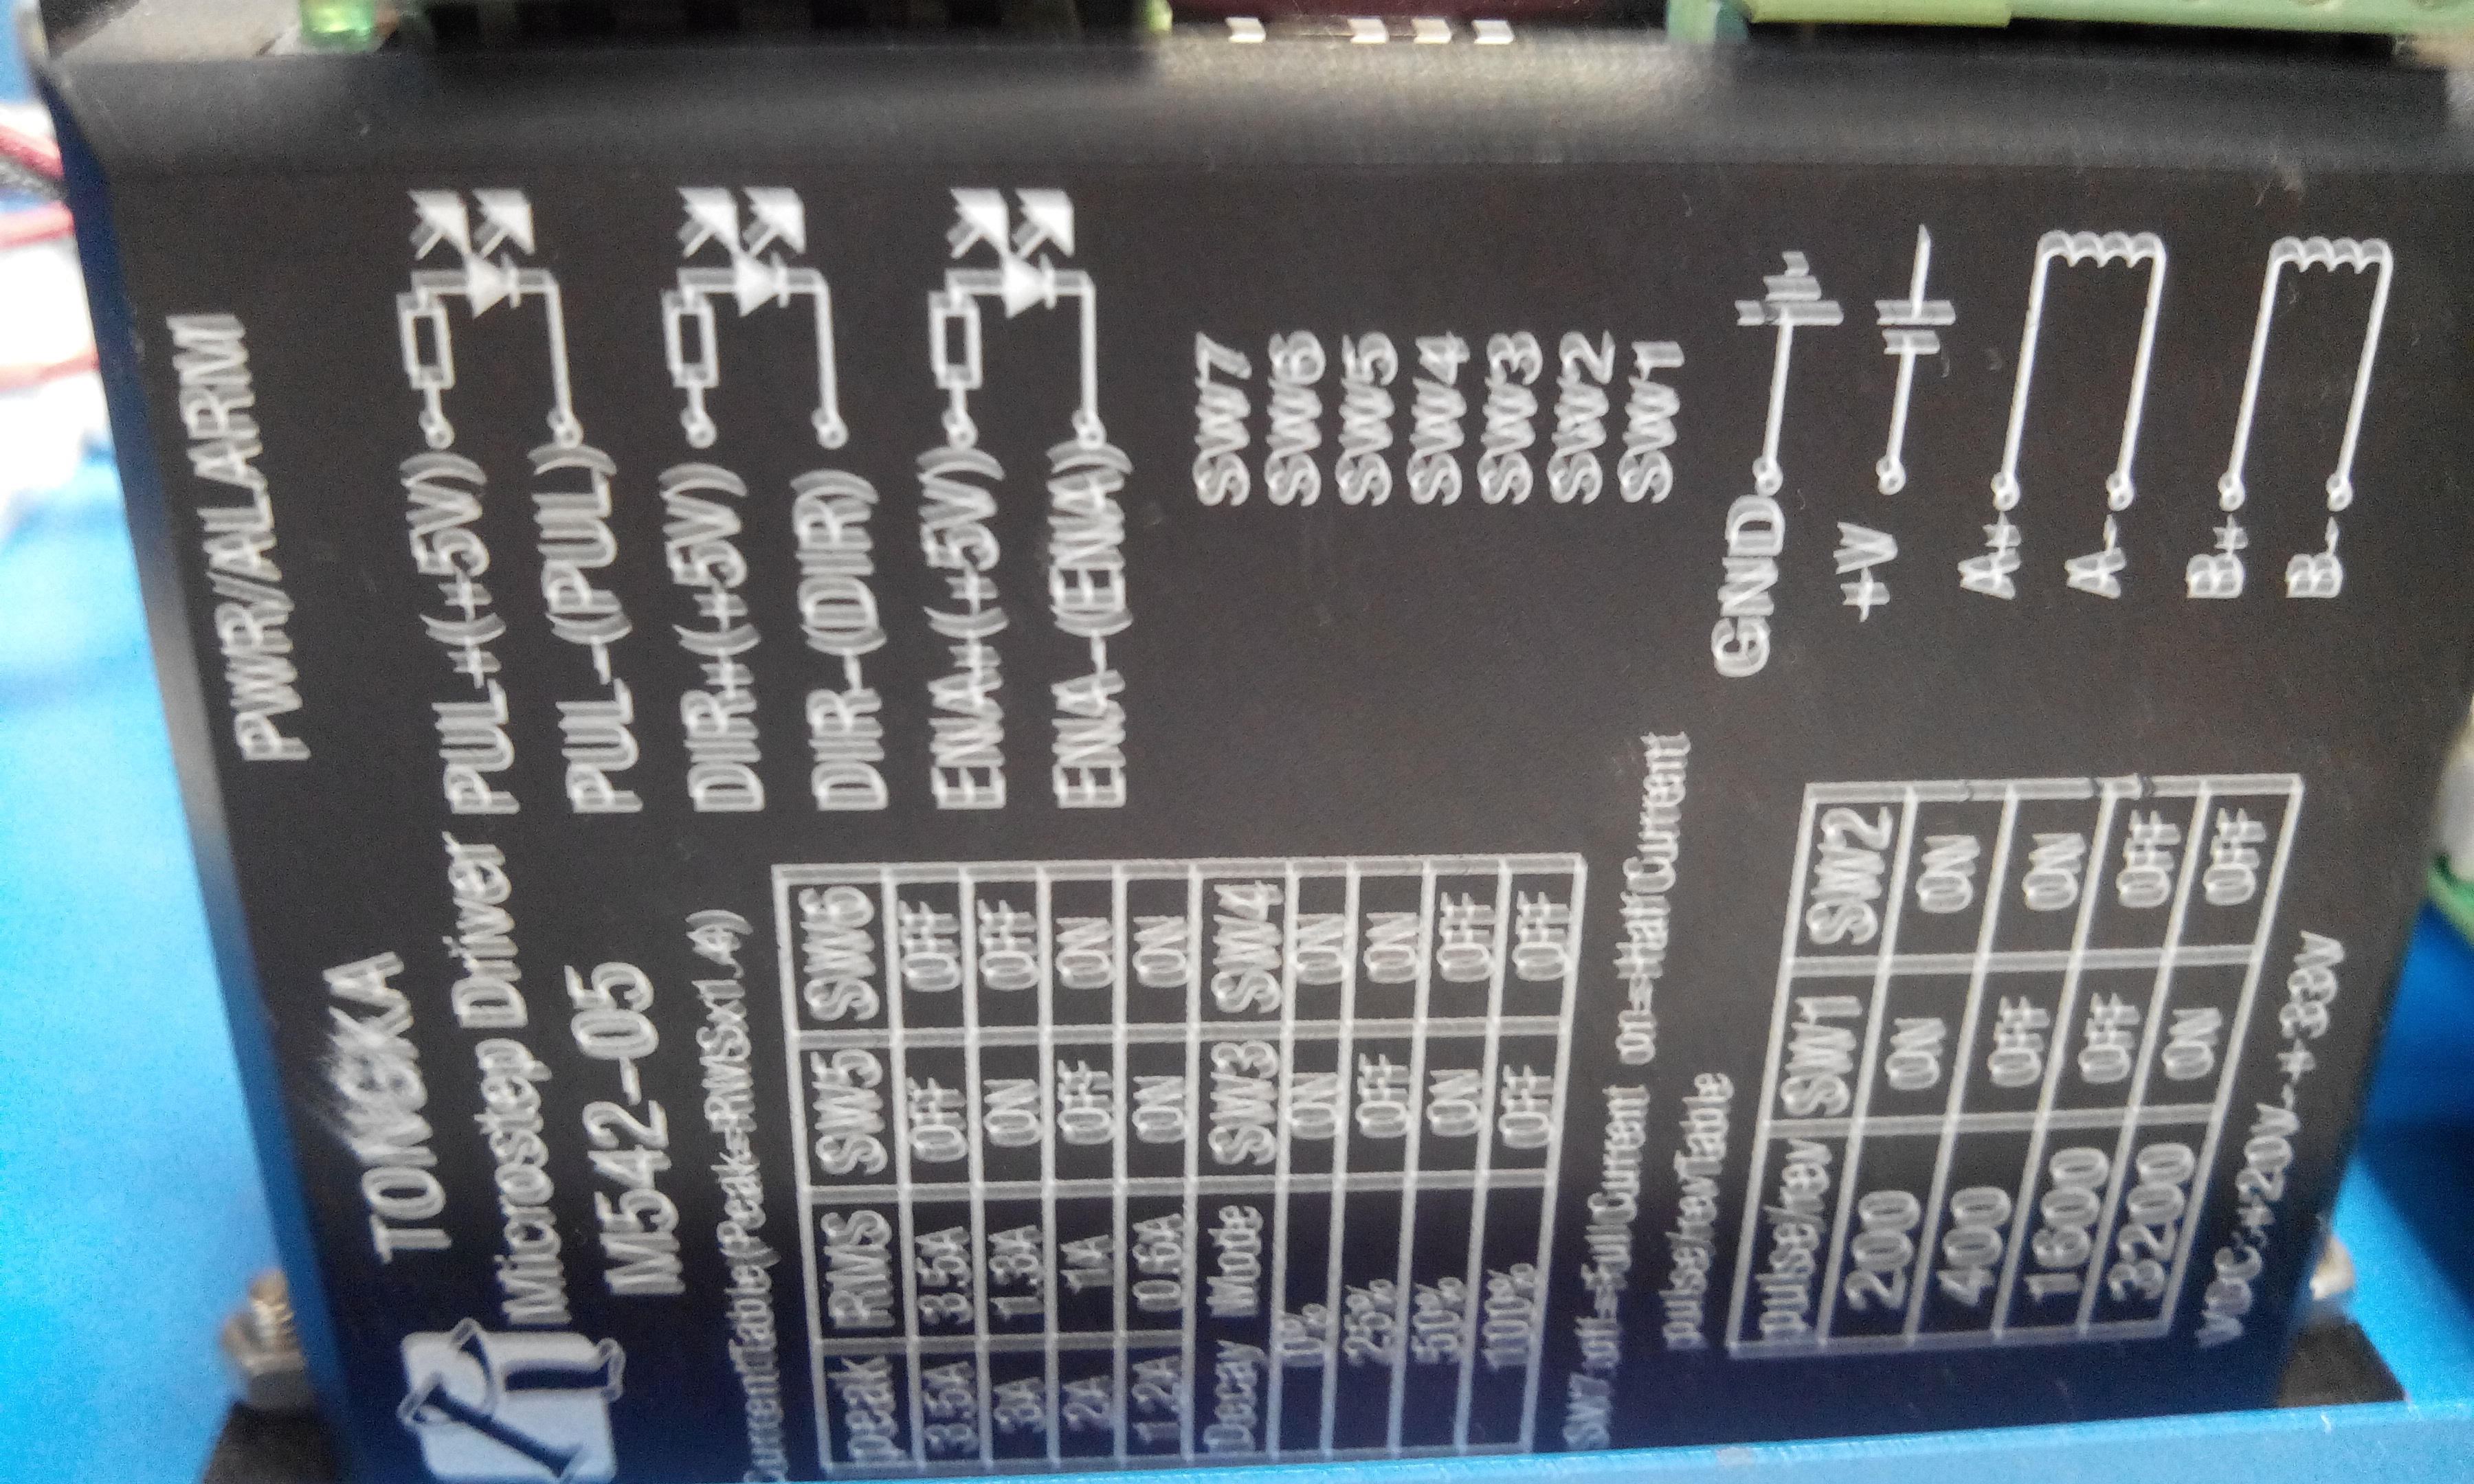 PWR/ALARM
TONEKA
Microstep Driver
M542-05
PUL+(+5V)
PUL-(PUL)
DIR+(+5V)
DIR-(DIR)
ENA+(+5V)
ENA-(ENA)
SW7
SW6
SW5
SW4
SW3
SW2
SW1
GND
+V
A+
A-
B+
B-
CurrentTable(Peak=RMSx1.4)
peak RMS SW5 SW6
3.5A 3.5A OFF OFF
3A 1.3A ON OFF
2A 1A OFF ON
1.2A 0.6A ON ON
Decay Mode SW3 SW4
0% ON ON
25% OFF ON
50% ON OFF
100% OFF OFF
SW7:off=FullCurrent on=HalfCurrent
pulse/revTable
pulse/rev SW1 SW2
200 ON ON
400 OFF ON
1600 OFF OFF
3200 ON OFF
VDC:+20V-+38V